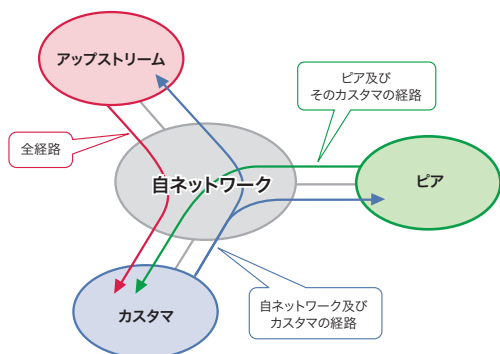 アップストリーム
ピア及び
そのカスタマの経路
全経路
自ネットワーク
ピア
カスタマ
自ネットワーク及び
カスタマの経路